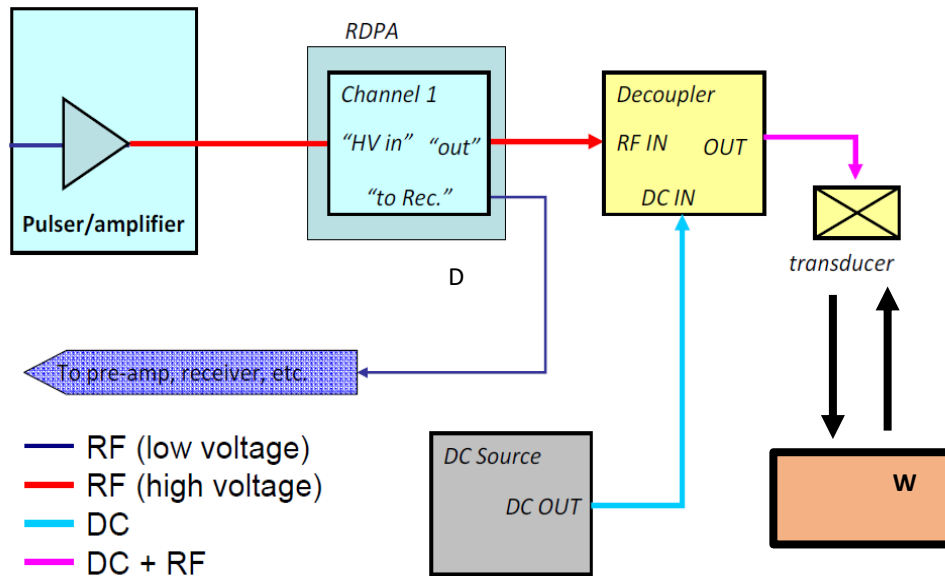 RDPA
Channel 1
"HV in" "out"
"to Rec."
Pulser/amplifier
Decoupler
RF IN OUT
DC IN
transducer
D
To pre-amp, receiver, etc.
RF (low voltage)
RF (high voltage)
DC
DC + RF
DC Source
DC OUT
W